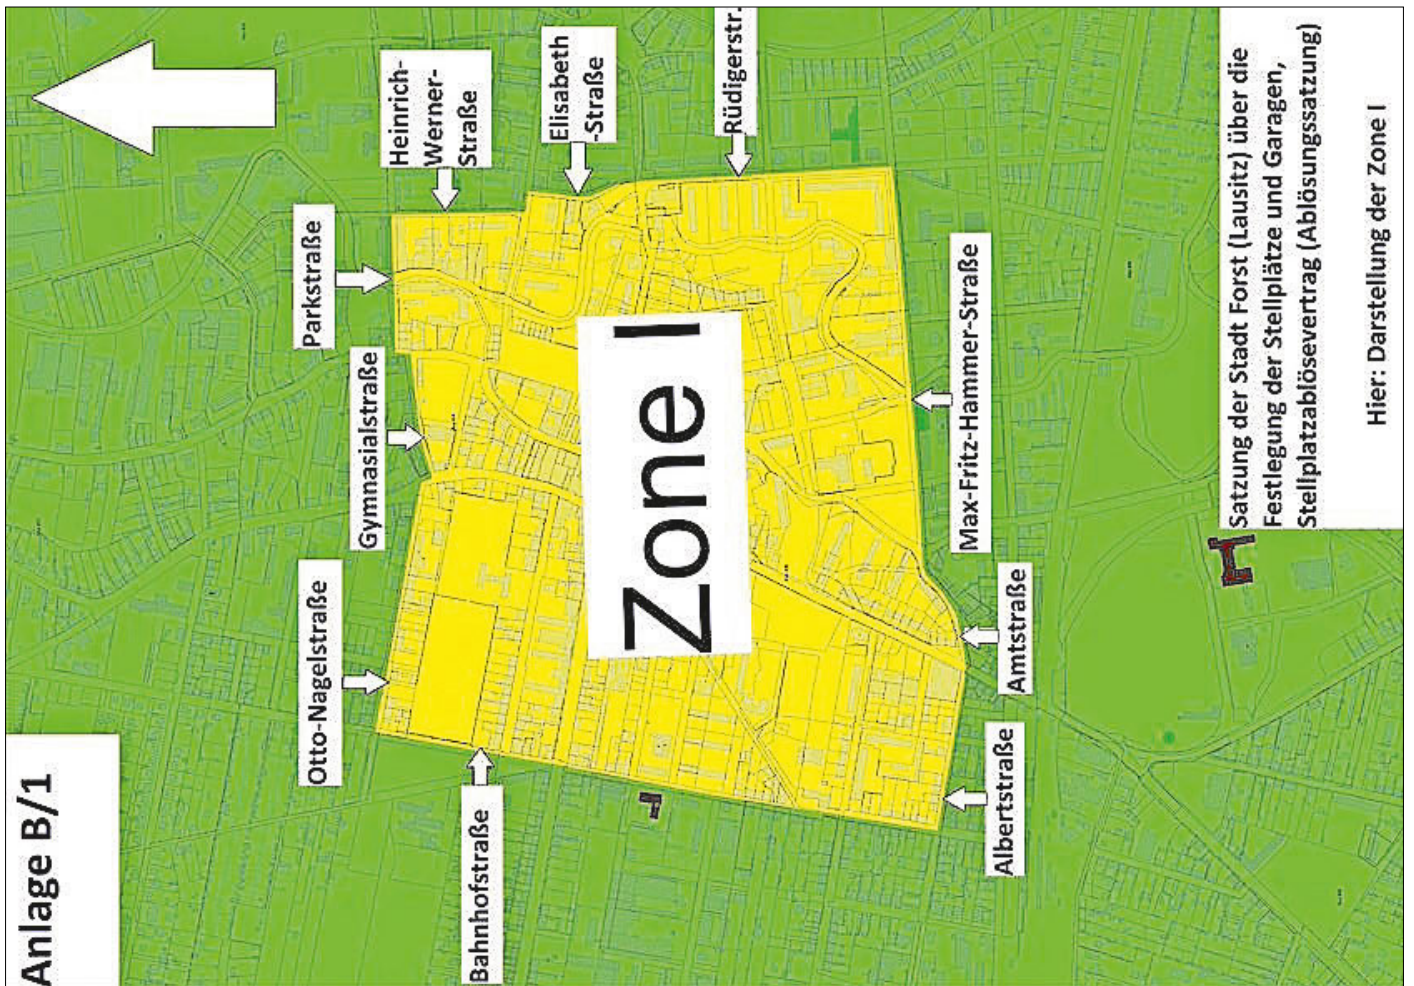 Anlage B/1
Bahnhofstraße
Otto-Nagelstraße
Gymnasialstraße
Parkstraße
Heinrich-
Werner-
Straße
Elisabeth
-Straße
Rüdigerstr.
Zone I
Albertstraße
Amtstraße
Max-Fritz-Hammer-Straße
Satzung der Stadt Forst (Lausitz) über die
Festlegung der Stellplätze und Garagen,
Stellplatzablösevertrag (Ablösungssatzung)
Hier: Darstellung der Zone I